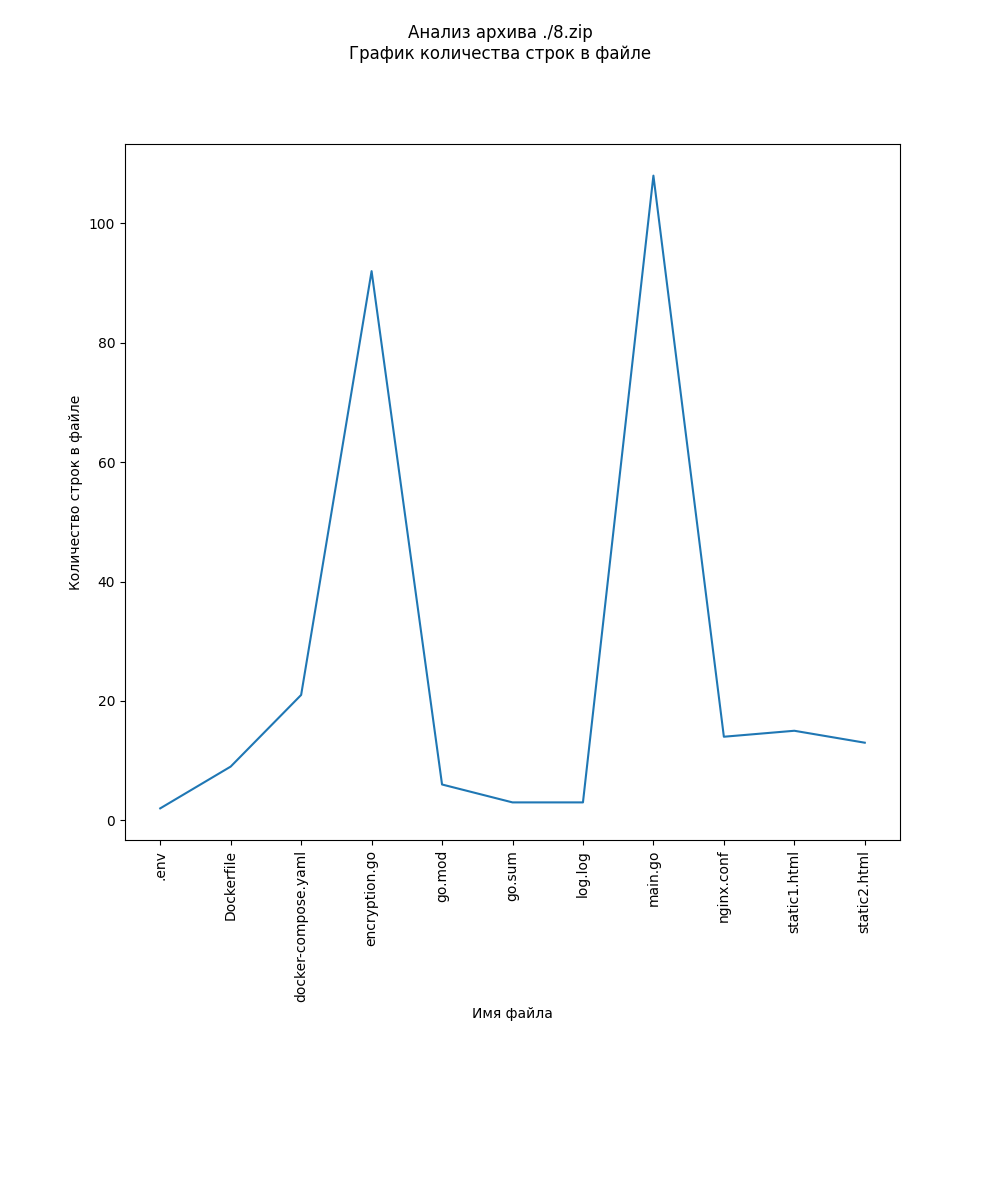 Анализ архива ./8.zip
График количества строк в файле
Количество строк в файле
100
80
60
40
20
0
.env
Dockerfile
docker-compose.yaml
encryption.go
go.mod
go.sum
log.log
main.go
nginx.conf
static1.html
static2.html
Имя файла